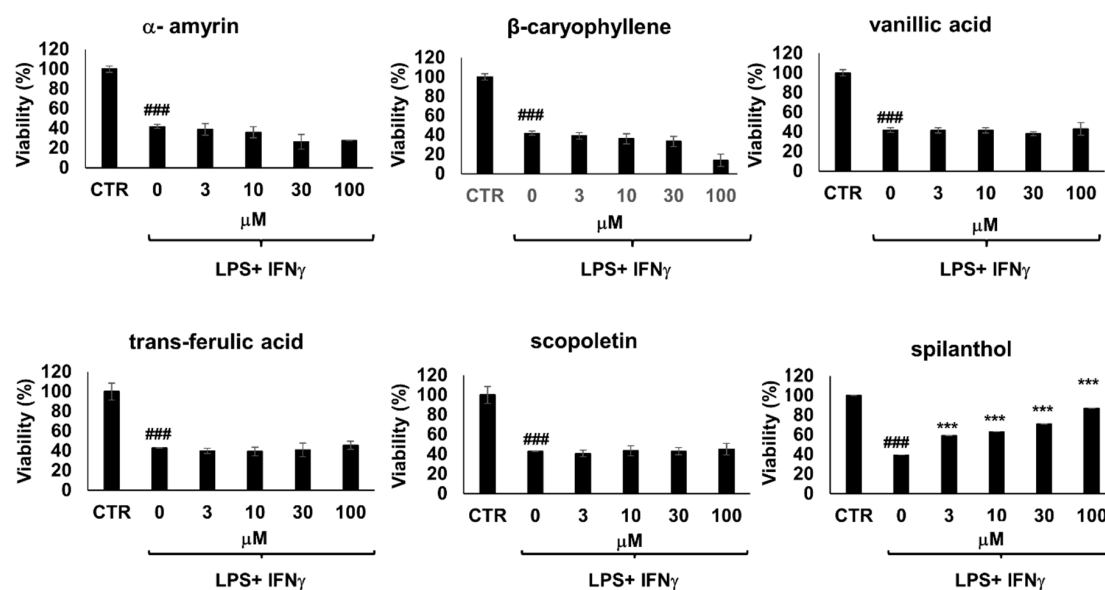 α- amyrin
Viability (%)
120
100
80
60
40
20
0
###
CTR 0 3 10 30 100
μM
LPS+ IFNγ
β-caryophyllene
Viability (%)
120
100
80
60
40
20
0
###
CTR 0 3 10 30 100
μM
LPS+ IFNγ
vanillic acid
Viability (%)
120
100
80
60
40
20
0
###
CTR 0 3 10 30 100
μM
LPS+ IFNγ
trans-ferulic acid
Viability (%)
120
100
80
60
40
20
0
###
CTR 0 3 10 30 100
μM
LPS+ IFNγ
scopoletin
Viability (%)
120
100
80
60
40
20
0
###
CTR 0 3 10 30 100
μM
LPS+ IFNγ
spilanthol
Viability (%)
120
100
80
60
40
20
0
### *** *** *** ***
CTR 0 3 10 30 100
μM
LPS+ IFNγ